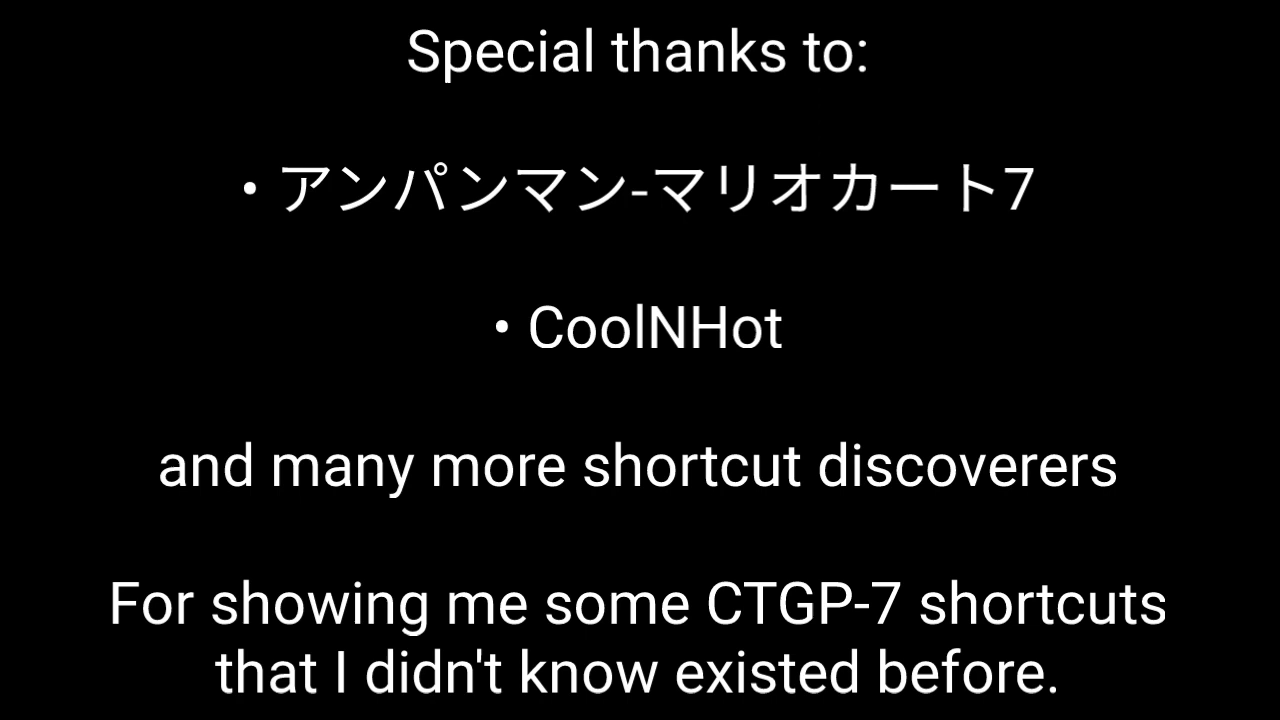 Special thanks to:
• アンパンマン-マリオカート7
• CoolNHot
and many more shortcut discoverers
For showing me some CTGP-7 shortcuts
that I didn't know existed before.